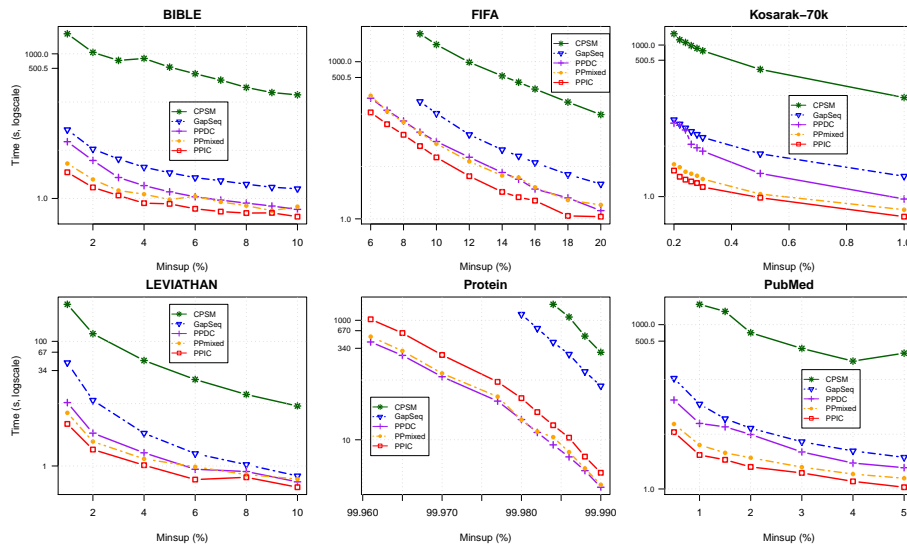 BIBLE
FIFA
Kosarak−70k
Time (s, logscale)
1000.0
500.5
1.0
2
4
6
8
10
Minsup (%)
CPSM
GapSeq
PPDC
PPmixed
PPIC
1000.0
500.5
1.0
6
7
8
9
10
12
14
15
16
18
20
Minsup (%)
CPSM
GapSeq
PPDC
PPmixed
PPIC
1000.0
500.5
1.0
0.2
0.4
0.6
0.8
1.0
Minsup (%)
CPSM
GapSeq
PPDC
PPmixed
PPIC
LEVIATHAN
Protein
PubMed
Time (s, logscale)
100
67
34
1
2
4
6
8
10
Minsup (%)
CPSM
GapSeq
PPDC
PPmixed
PPIC
1000
670
340
10
99.960
99.970
99.980
99.990
Minsup (%)
CPSM
GapSeq
PPDC
PPmixed
PPIC
1000.0
500.5
1.0
1
2
3
4
5
Minsup (%)
CPSM
GapSeq
PPDC
PPmixed
PPIC